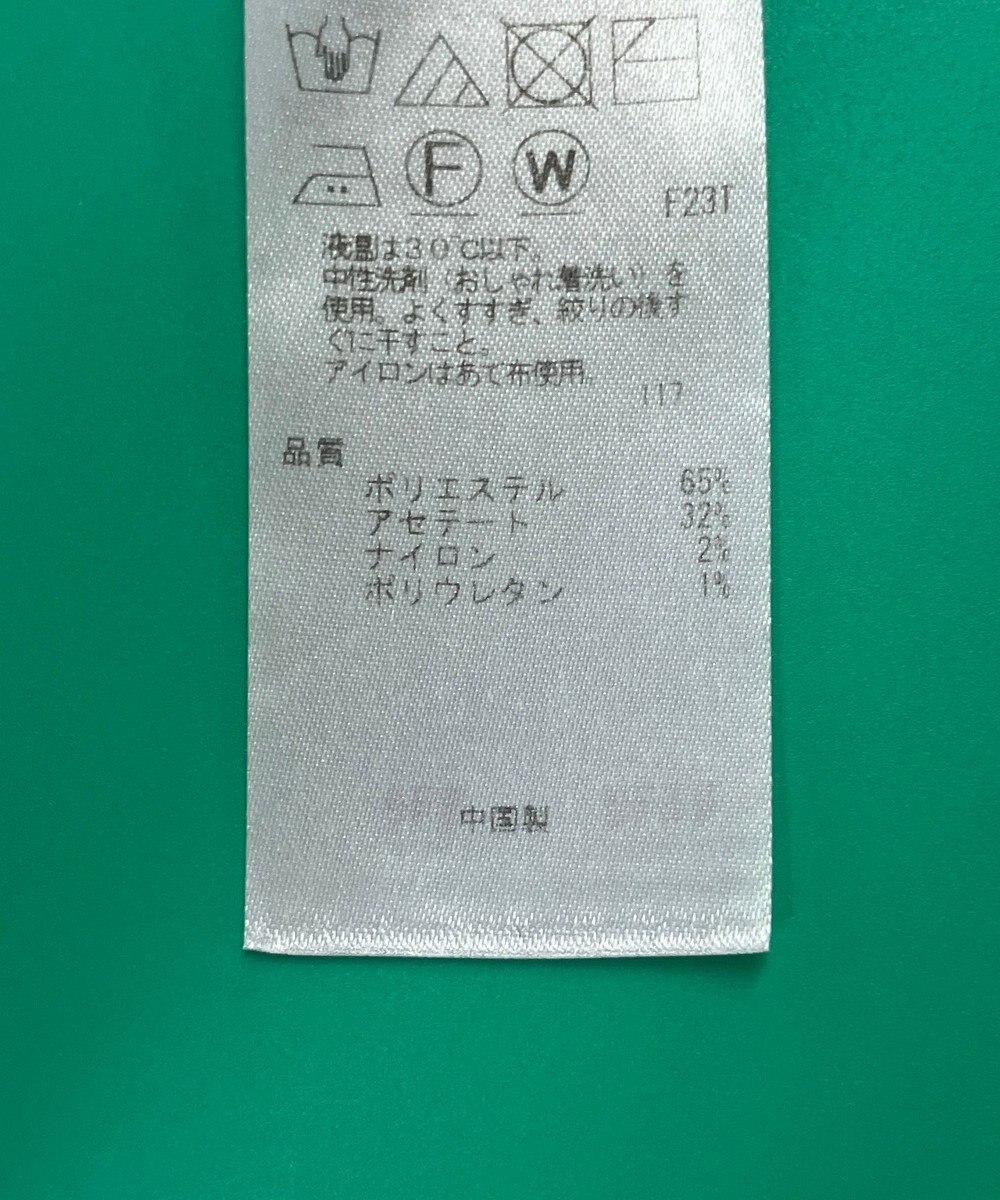 F W
F23T
液温は30℃以下。
中性洗剤(おしゃれ着洗い)を
使用。よくすすぎ、絞りの後す
ぐに干すこと。
アイロンはあて布使用。
117
品質
ポリエステル 65%
アセテート 32%
ナイロン 2%
ポリウレタン 1%
中国製